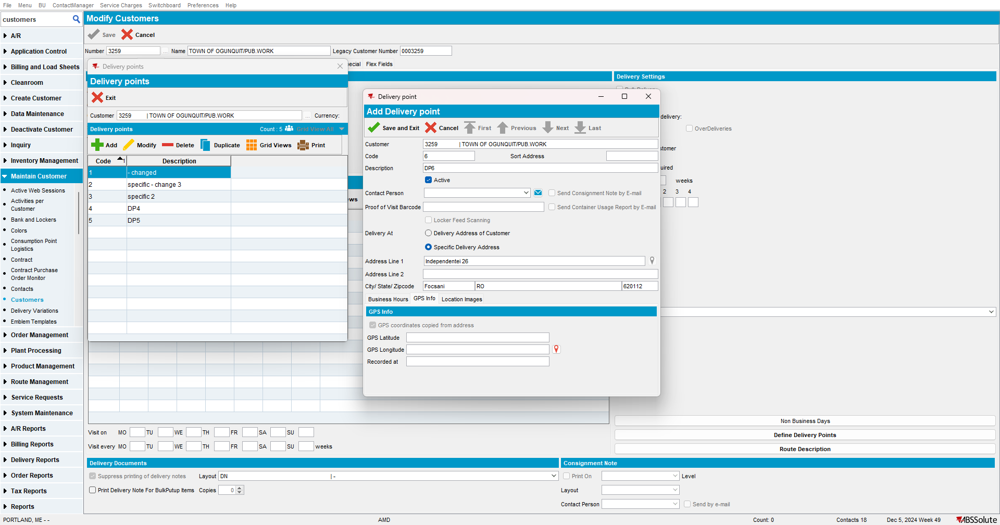 File Menu BU ContactManager Service Charges Switchboard Preferences Help
customers
Modify Customers
Save Cancel
Number 3259 ... Name TOWN OF OGUNQUIT/PUB.WORK Legacy Customer Number 0003259
ecial Flex Fields
A/R
Application Control
Billing and Load Sheets
Cleanroom
Create Customer
Data Maintenance
Deactivate Customer
Inquiry
Inventory Management
Maintain Customer
Active Web Sessions
Activities per
Customer
Bank and Lockers
Colors
Consumption Point
Logistics
Contract
Contract Purchase
Order Monitor
Contacts
Customers
Delivery Variations
Emblem Templates
Order Management
Plant Processing
Product Management
Route Management
Service Requests
System Maintenance
A/R Reports
Billing Reports
Delivery Reports
Order Reports
Tax Reports
Reports
Delivery points
Delivery points
Exit
Customer 3259 | TOWN OF OGUNQUIT/PUB.WORK ... Currency:
Delivery points Count : 5 Grid View All
Add Modify Delete Duplicate Grid Views Print
Code 1 Description
1 - changed
2 specific - change 3
3 specific 2
4 DP4
5 DP5
ws
Delivery point
Add Delivery point
Save and Exit Cancel First Previous Next Last
Customer 3259 | TOWN OF OGUNQUIT/PUB.WORK
Code 6 Sort Address
Description DP6
Active
Contact Person Send Consignment Note by E-mail
Proof of Visit Barcode Send Container Usage Report by E-mail
Locker Feed Scanning
Delivery At Delivery Address of Customer
Specific Delivery Address
Address Line 1 Independentei 26
Address Line 2
City/ State/ Zipcode Focsani RO 620112
Business Hours GPS Info Location Images
GPS Info
GPS coordinates copied from address
GPS Latitude
GPS Longitude
Recorded at
Delivery Settings
delivery:
OverDeliveries
stomer
uired
weeks
2 3 4
Non Business Days
Define Delivery Points
Route Description
Visit on MO TU WE TH FR SA SU
Visit every MO TU WE TH FR SA SU weeks
Delivery Documents
Suppress printing of delivery notes Layout DN | -
Print Delivery Note For BulkPutup Items Copies 0
Consignment Note
Print On Level
Layout
Contact Person Send by e-mail
PORTLAND, ME - - AMD Count: 0 Contacts 18 Dec 5, 2024 Week 49 ABSSolute